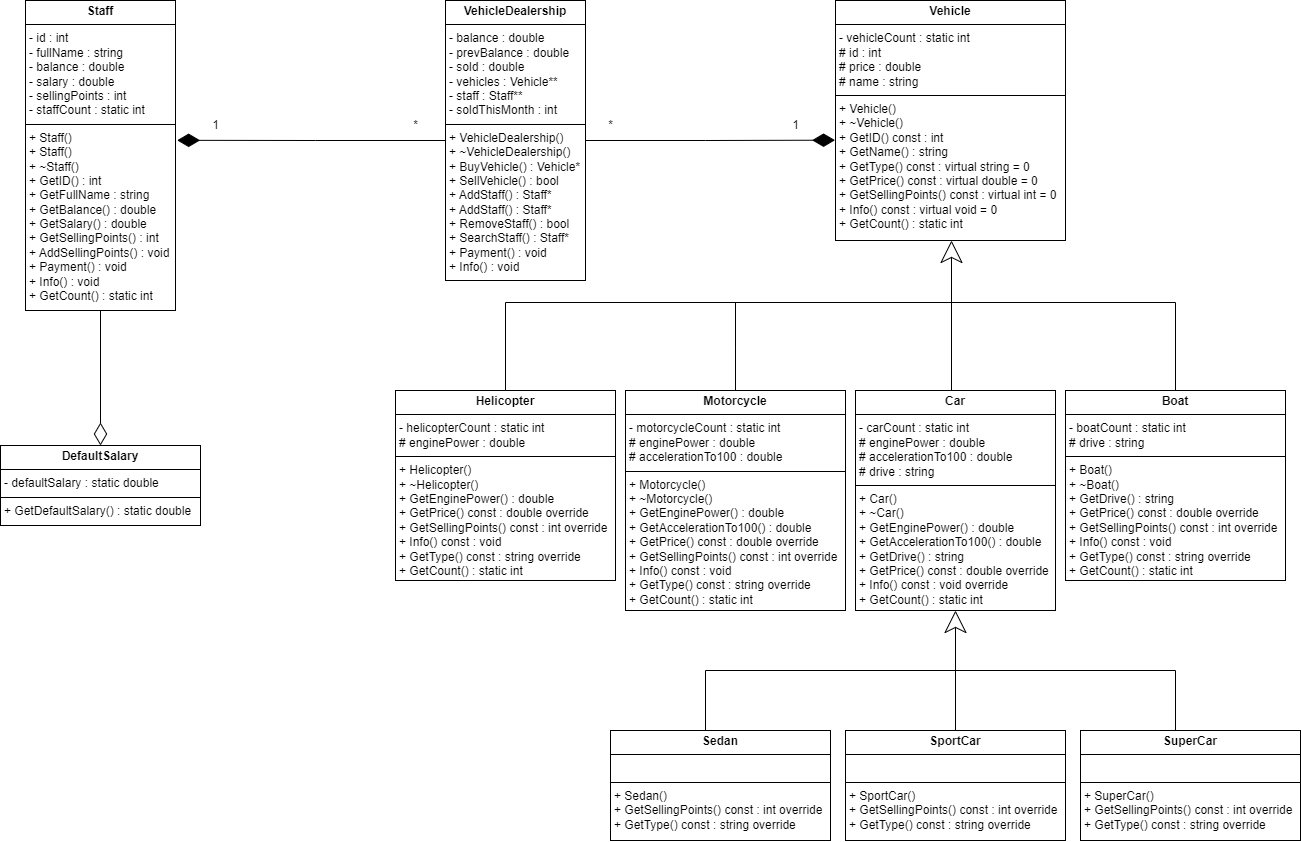 Staff
- id : int
- fullName : string
- balance : double
- salary : double
- sellingPoints : int
- staffCount : static int
+ Staff()
+ Staff()
+ ~Staff()
+ GetID() : int
+ GetFullName : string
+ GetBalance() : double
+ GetSalary() : double
+ GetSellingPoints() : int
+ AddSellingPoints() : void
+ Payment() : void
+ Info() : void
+ GetCount() : static int
1
*
VehicleDealership
- balance : double
- prevBalance : double
- sold : double
- vehicles : Vehicle**
- staff : Staff**
- soldThisMonth : int
+ VehicleDealership()
+ ~VehicleDealership()
+ BuyVehicle() : Vehicle*
+ SellVehicle() : bool
+ AddStaff() : Staff*
+ AddStaff() : Staff*
+ RemoveStaff() : bool
+ SearchStaff() : Staff*
+ Payment() : void
+ Info() : void
*
1
Vehicle
- vehicleCount : static int
# id : int
# price : double
# name : string
+ Vehicle()
+ ~Vehicle()
+ GetID() const : int
+ GetName() : string
+ GetType() const : virtual string = 0
+ GetPrice() const : virtual double = 0
+ GetSellingPoints() const : virtual int = 0
+ Info() const : virtual void = 0
+ GetCount() : static int
DefaultSalary
- defaultSalary : static double
+ GetDefaultSalary() : static double
Helicopter
- helicopterCount : static int
# enginePower : double
+ Helicopter()
+ ~Helicopter()
+ GetEnginePower() : double
+ GetPrice() const : double override
+ GetSellingPoints() const : int override
+ Info() const : void
+ GetType() const : string override
+ GetCount() : static int
Motorcycle
- motorcycleCount : static int
# enginePower : double
# accelerationTo100 : double
+ Motorcycle()
+ ~Motorcycle()
+ GetEnginePower() : double
+ GetAccelerationTo100() : double
+ GetPrice() const : double override
+ GetSellingPoints() const : int override
+ Info() const : void
+ GetType() const : string override
+ GetCount() : static int
Car
- carCount : static int
# enginePower : double
# accelerationTo100 : double
# drive : string
+ Car()
+ ~Car()
+ GetEnginePower() : double
+ GetAccelerationTo100() : double
+ GetDrive() : string
+ GetPrice() const : double override
+ Info() const : void override
+ GetCount() : static int
Boat
- boatCount : static int
# drive : string
+ Boat()
+ ~Boat()
+ GetDrive() : string
+ GetPrice() const : double override
+ GetSellingPoints() const : int override
+ Info() const : void
+ GetType() const : string override
+ GetCount() : static int
Sedan
+ Sedan()
+ GetSellingPoints() const : int override
+ GetType() const : string override
SportCar
+ SportCar()
+ GetSellingPoints() const : int override
+ GetType() const : string override
SuperCar
+ SuperCar()
+ GetSellingPoints() const : int override
+ GetType() const : string override